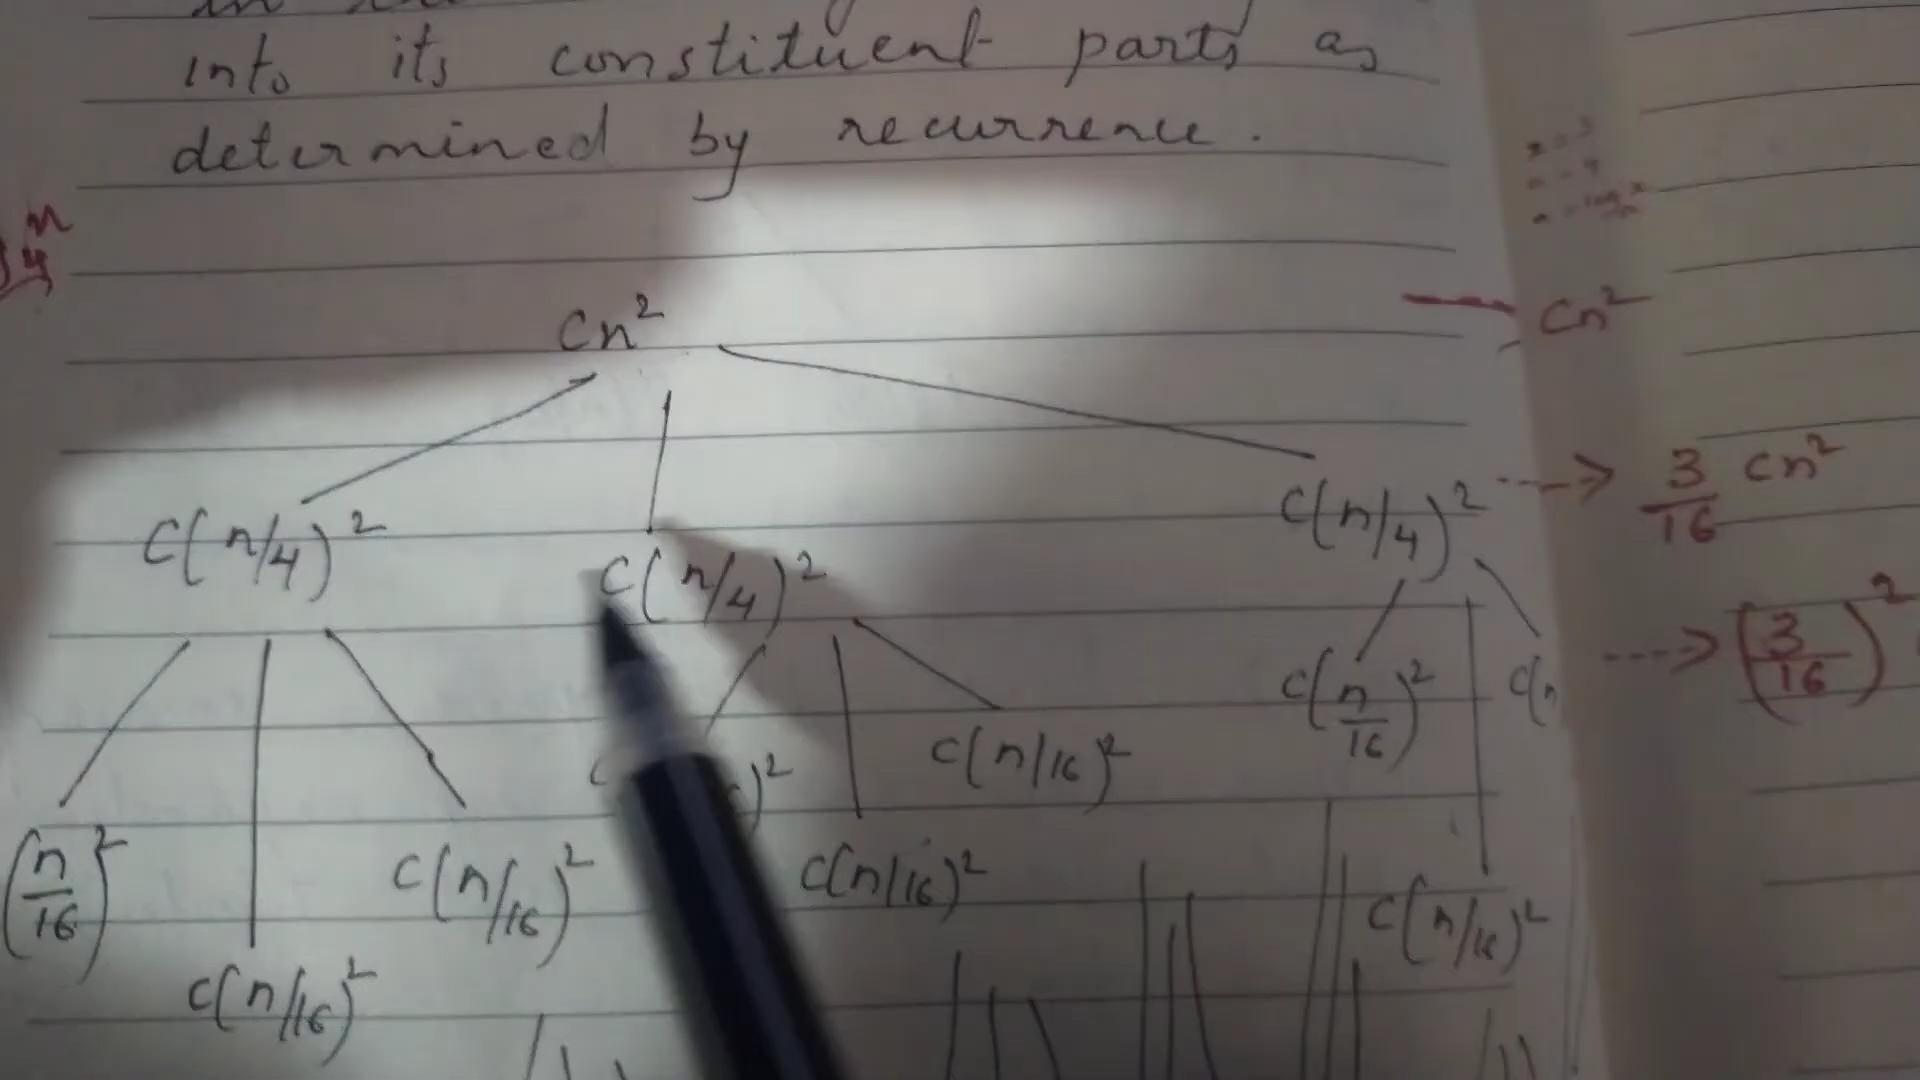 into its constituent parts as
determined by recurrence.
n
4
Cn²
Cn²
C(n/4)² C(n/4)² C(n/4)²
3/16 Cn²
(3/16)²
(n/16)² C(n/16)² C(n/16)²
C(n/16)² C(n/16)²
C(n/16)² C(n/16)²